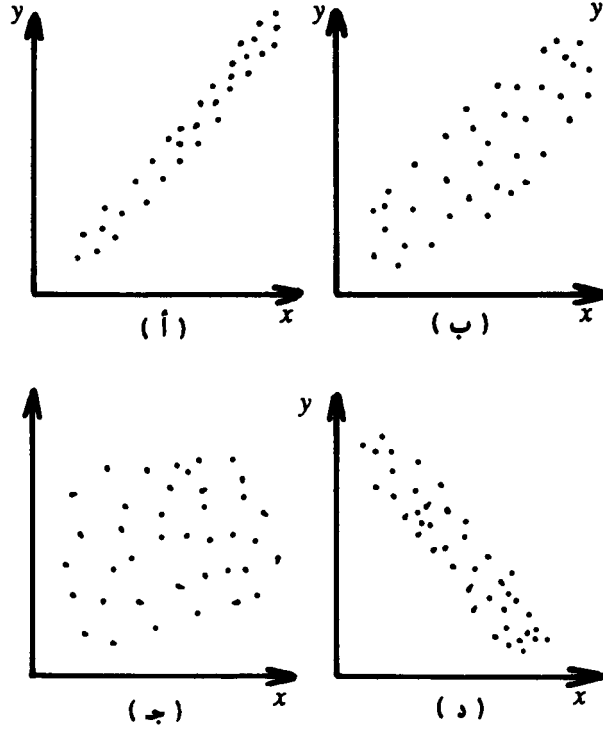 y y y
x x
( أ ) ( ب )
y
x x
( جـ ) ( د )